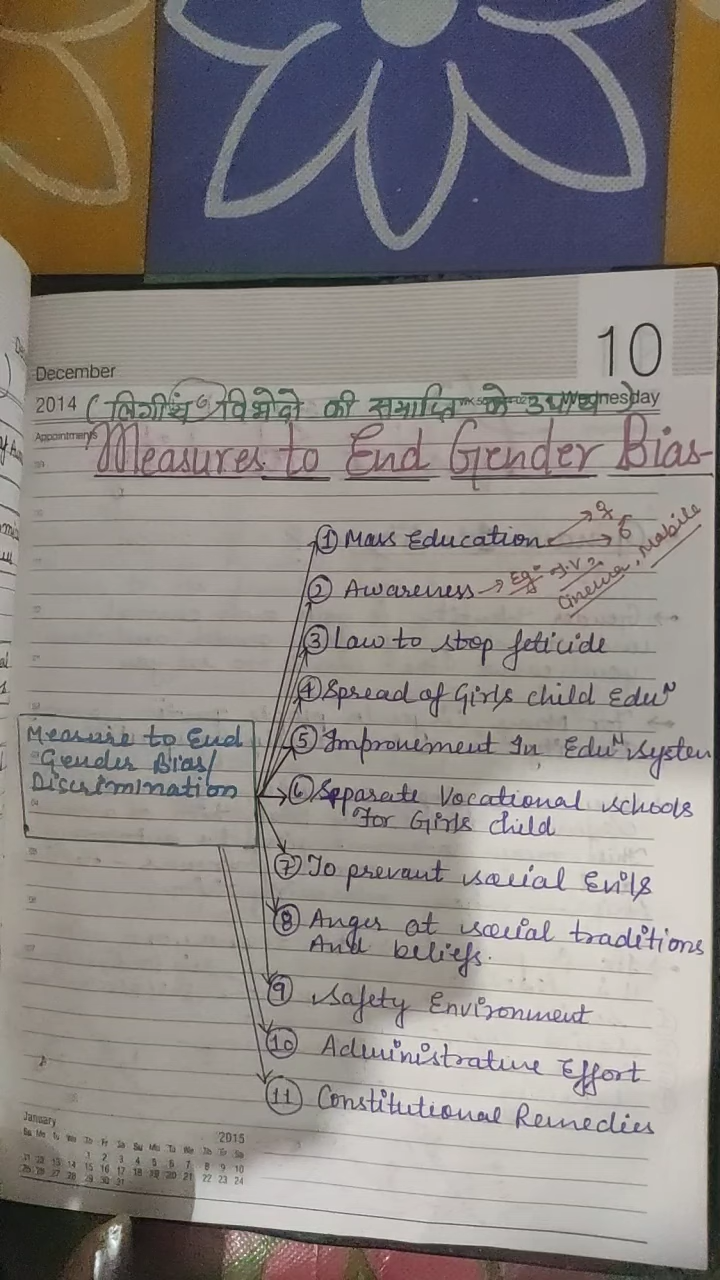 10
December
2014
Wednesday
(लिंगीय विभेदो की समाप्ति के उपाय)
Appointments
Measures to End Gender Bias
① Mass Education
② Awareness → Eg:- T.V.,
Cinema, Mobile
③ Law to stop feticide
④ Spread of Girls child Eduᴺ
⑤ Improvement In Eduᴺ System
Measure to End
Gender Bias/
Discrimination
⑥ Sepparate Vocational schools
For Girls child
⑦ To prevant social Evils
⑧ Anger at social traditions
And beliefs.
⑨ Safety Environment
⑩ Administrative Effort
⑪ Constitutional Remedies
January
2015